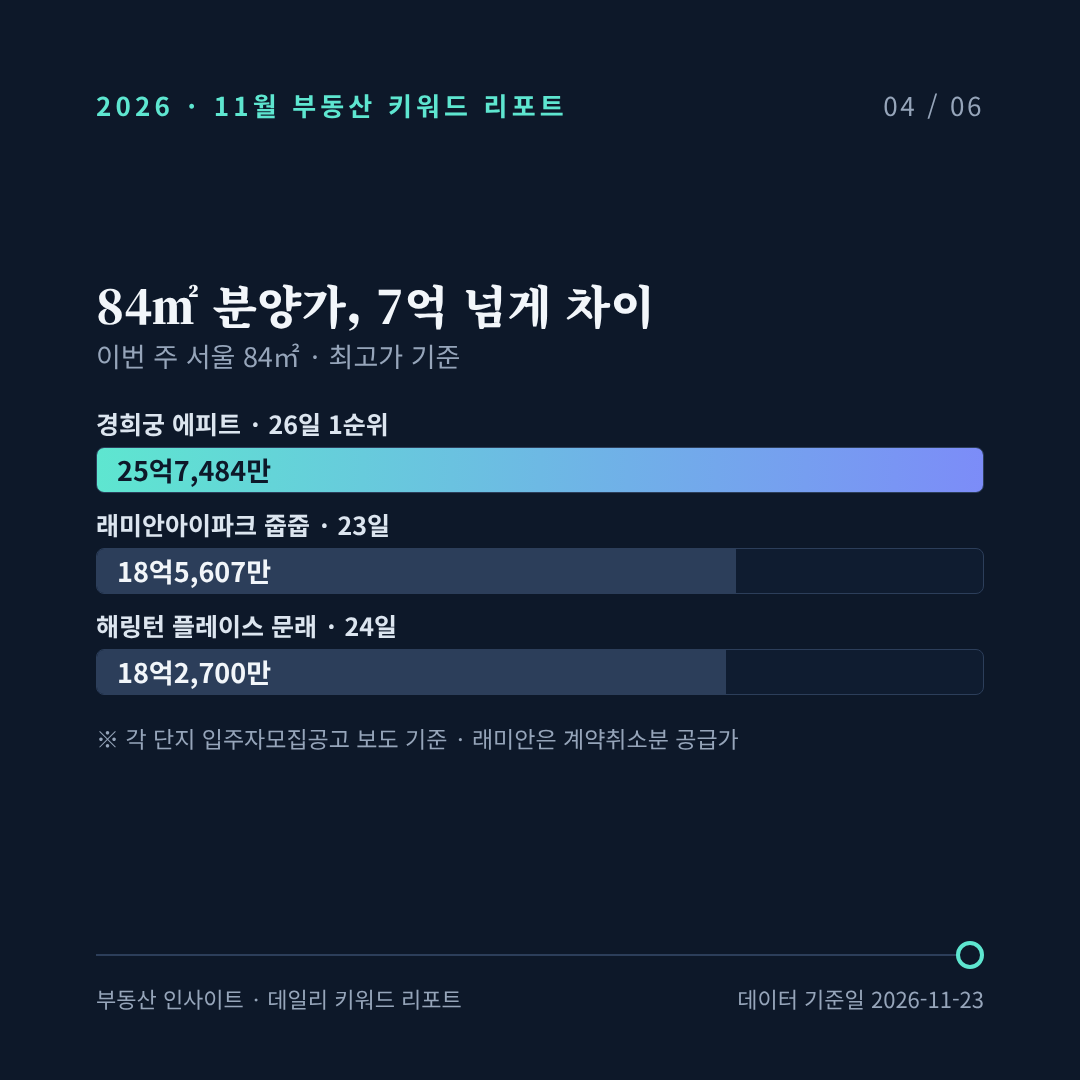 2026 · 11월 부동산 키워드 리포트
04 / 06
84㎡ 분양가, 7억 넘게 차이
이번 주 서울 84㎡ · 최고가 기준
경희궁 에피트 · 26일 1순위
25억7,484만
래미안아이파크 줍줍 · 23일
18억5,607만
해링턴 플레이스 문래 · 24일
18억2,700만
※ 각 단지 입주자모집공고 보도 기준 · 래미안은 계약취소분 공급가
부동산 인사이트 · 데일리 키워드 리포트
데이터 기준일 2026-11-23